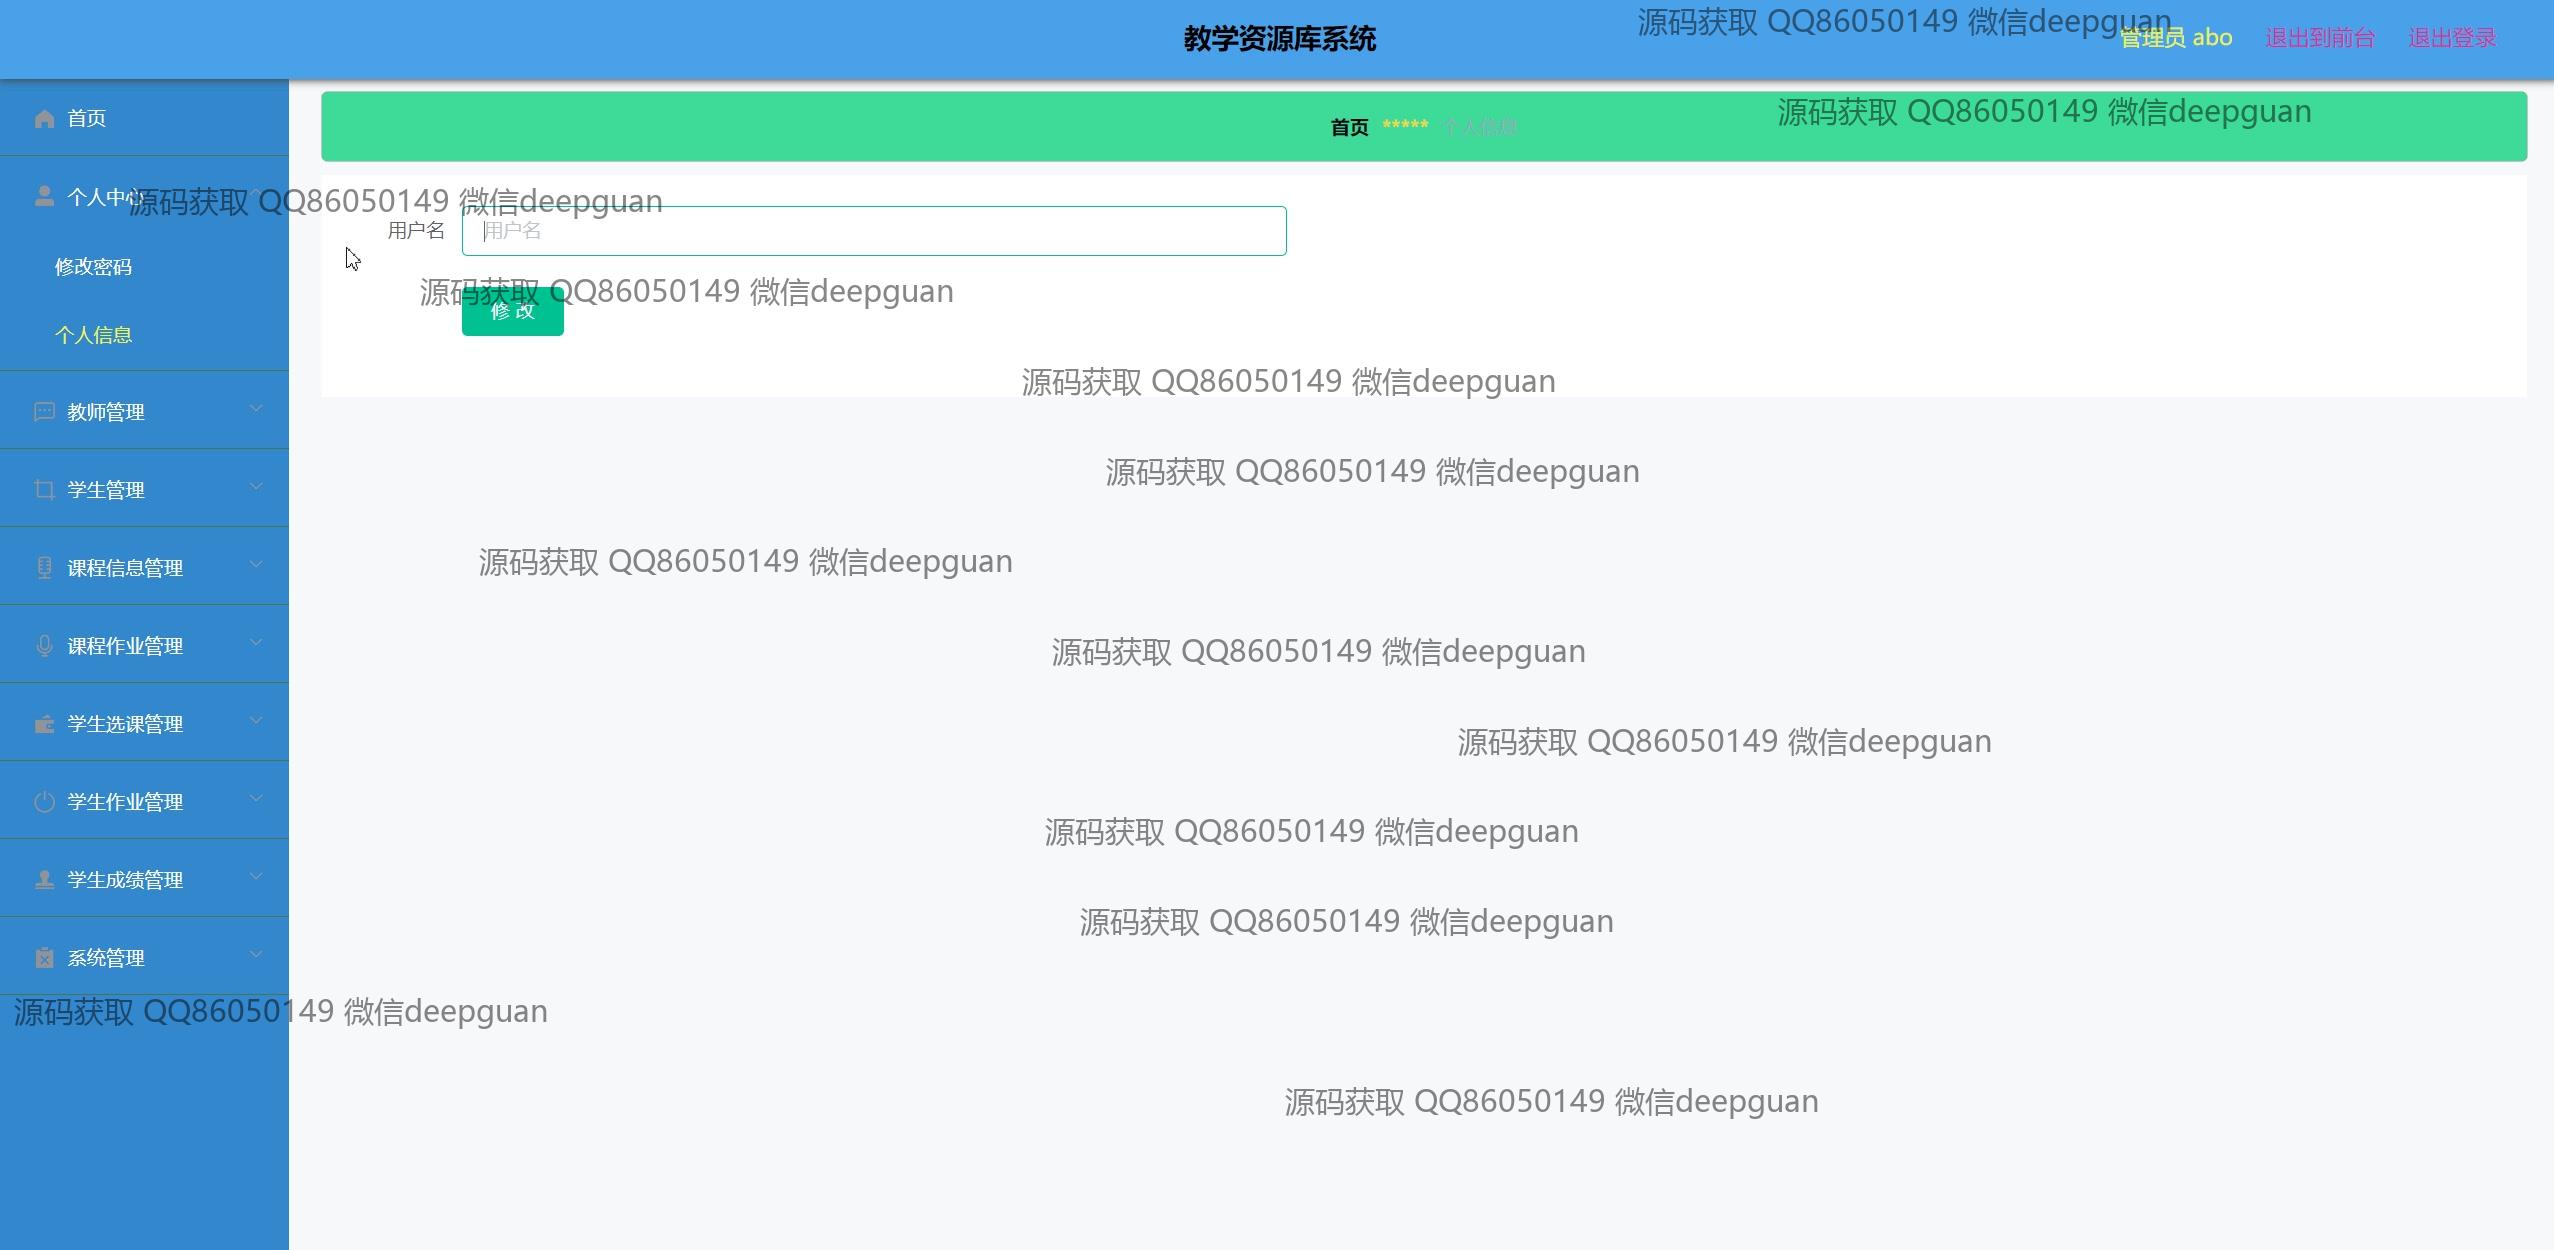 教学资源库系统
源码获取 QQ86050149 微信deepguan
管理员 abo
退出到前台
退出登录
首页
首页 ***** 个人信息
源码获取 QQ86050149 微信deepguan
个人中心
源码获取 QQ86050149 微信deepguan
用户名
用户名
修改密码
源码获取 QQ86050149 微信deepguan
修 改
个人信息
源码获取 QQ86050149 微信deepguan
教师管理
源码获取 QQ86050149 微信deepguan
学生管理
源码获取 QQ86050149 微信deepguan
课程信息管理
源码获取 QQ86050149 微信deepguan
课程作业管理
源码获取 QQ86050149 微信deepguan
学生选课管理
学生作业管理
源码获取 QQ86050149 微信deepguan
学生成绩管理
源码获取 QQ86050149 微信deepguan
系统管理
源码获取 QQ86050149 微信deepguan
源码获取 QQ86050149 微信deepguan